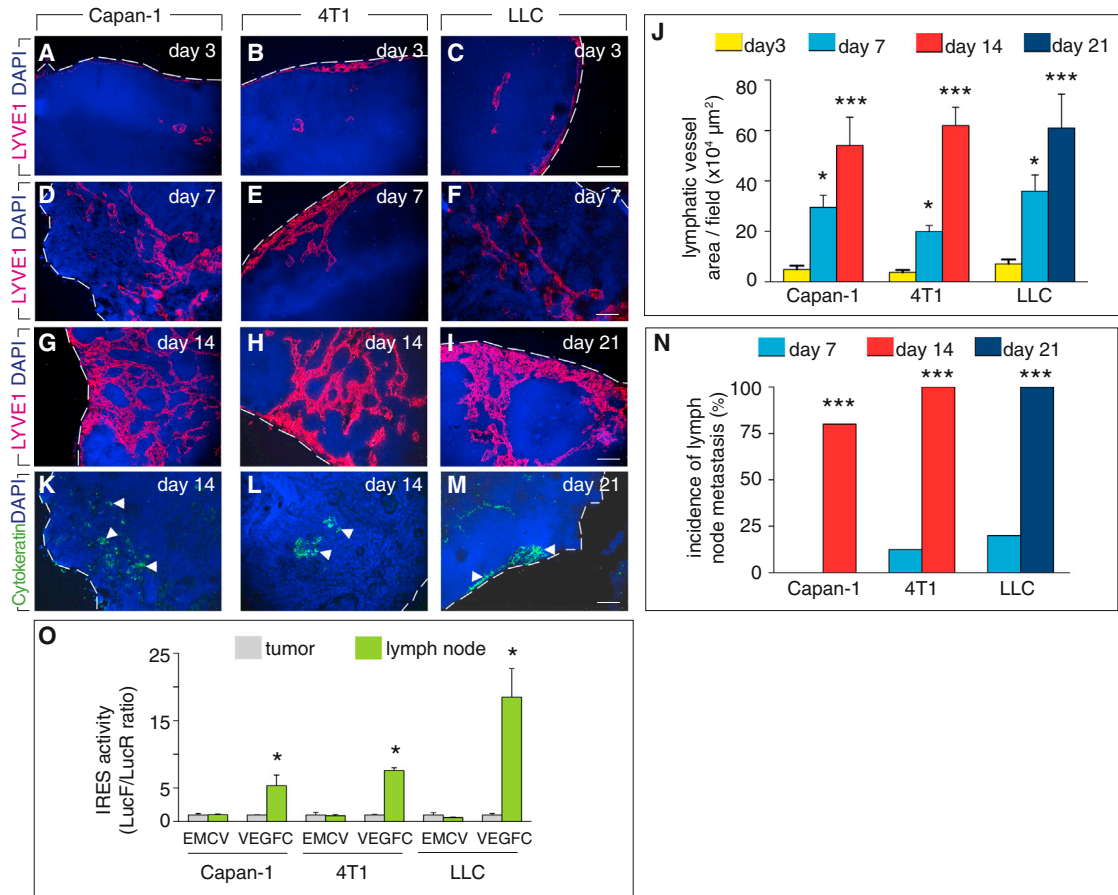 Capan-1 4T1 LLC
LYVE1 DAPI
A day 3
B day 3
C day 3
LYVE1 DAPI
D day 7
E day 7
F day 7
LYVE1 DAPI
G day 14
H day 14
I day 21
CytokeratinDAPI
K day 14
L day 14
M day 21
J
day3 day 7 day 14 day 21
lymphatic vessel
area / field (x10⁴ µm²)
80
60
40
20
0
* *** * *** * ***
Capan-1 4T1 LLC
N
day 7 day 14 day 21
incidence of lymph
node metastasis (%)
100
75
50
25
0
*** *** ***
Capan-1 4T1 LLC
O
tumor lymph node
IRES activity
(LucF/LucR ratio)
25
15
5
0
* * *
EMCV VEGFC EMCV VEGFC EMCV VEGFC
Capan-1 4T1 LLC